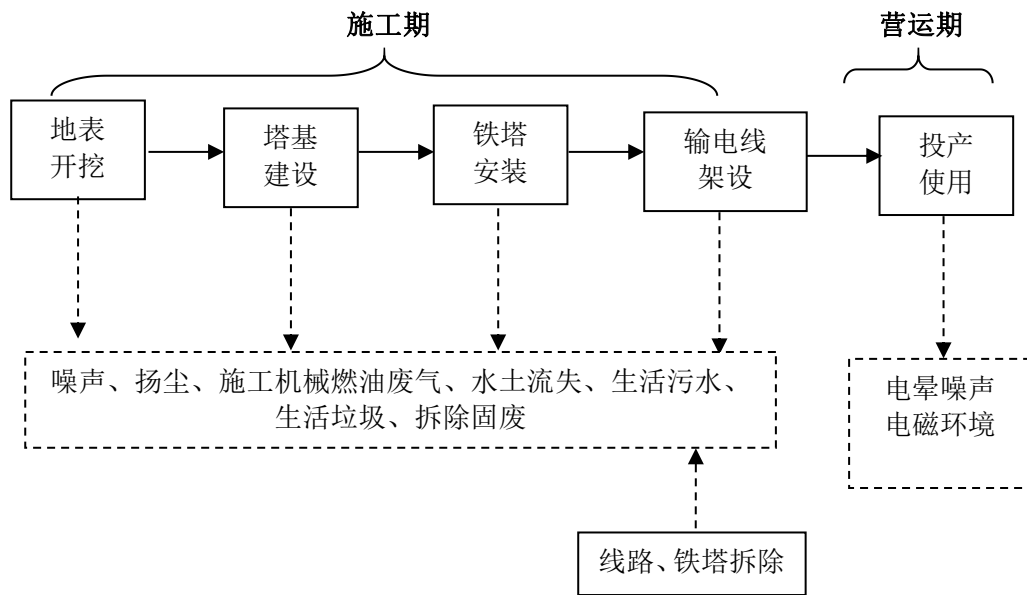 施工期
营运期
地表
开挖
塔基
建设
铁塔
安装
输电线
架设
投产
使用
噪声、扬尘、施工机械燃油废气、水土流失、生活污水、
生活垃圾、拆除固废
电晕噪声
电磁环境
线路、铁塔拆除